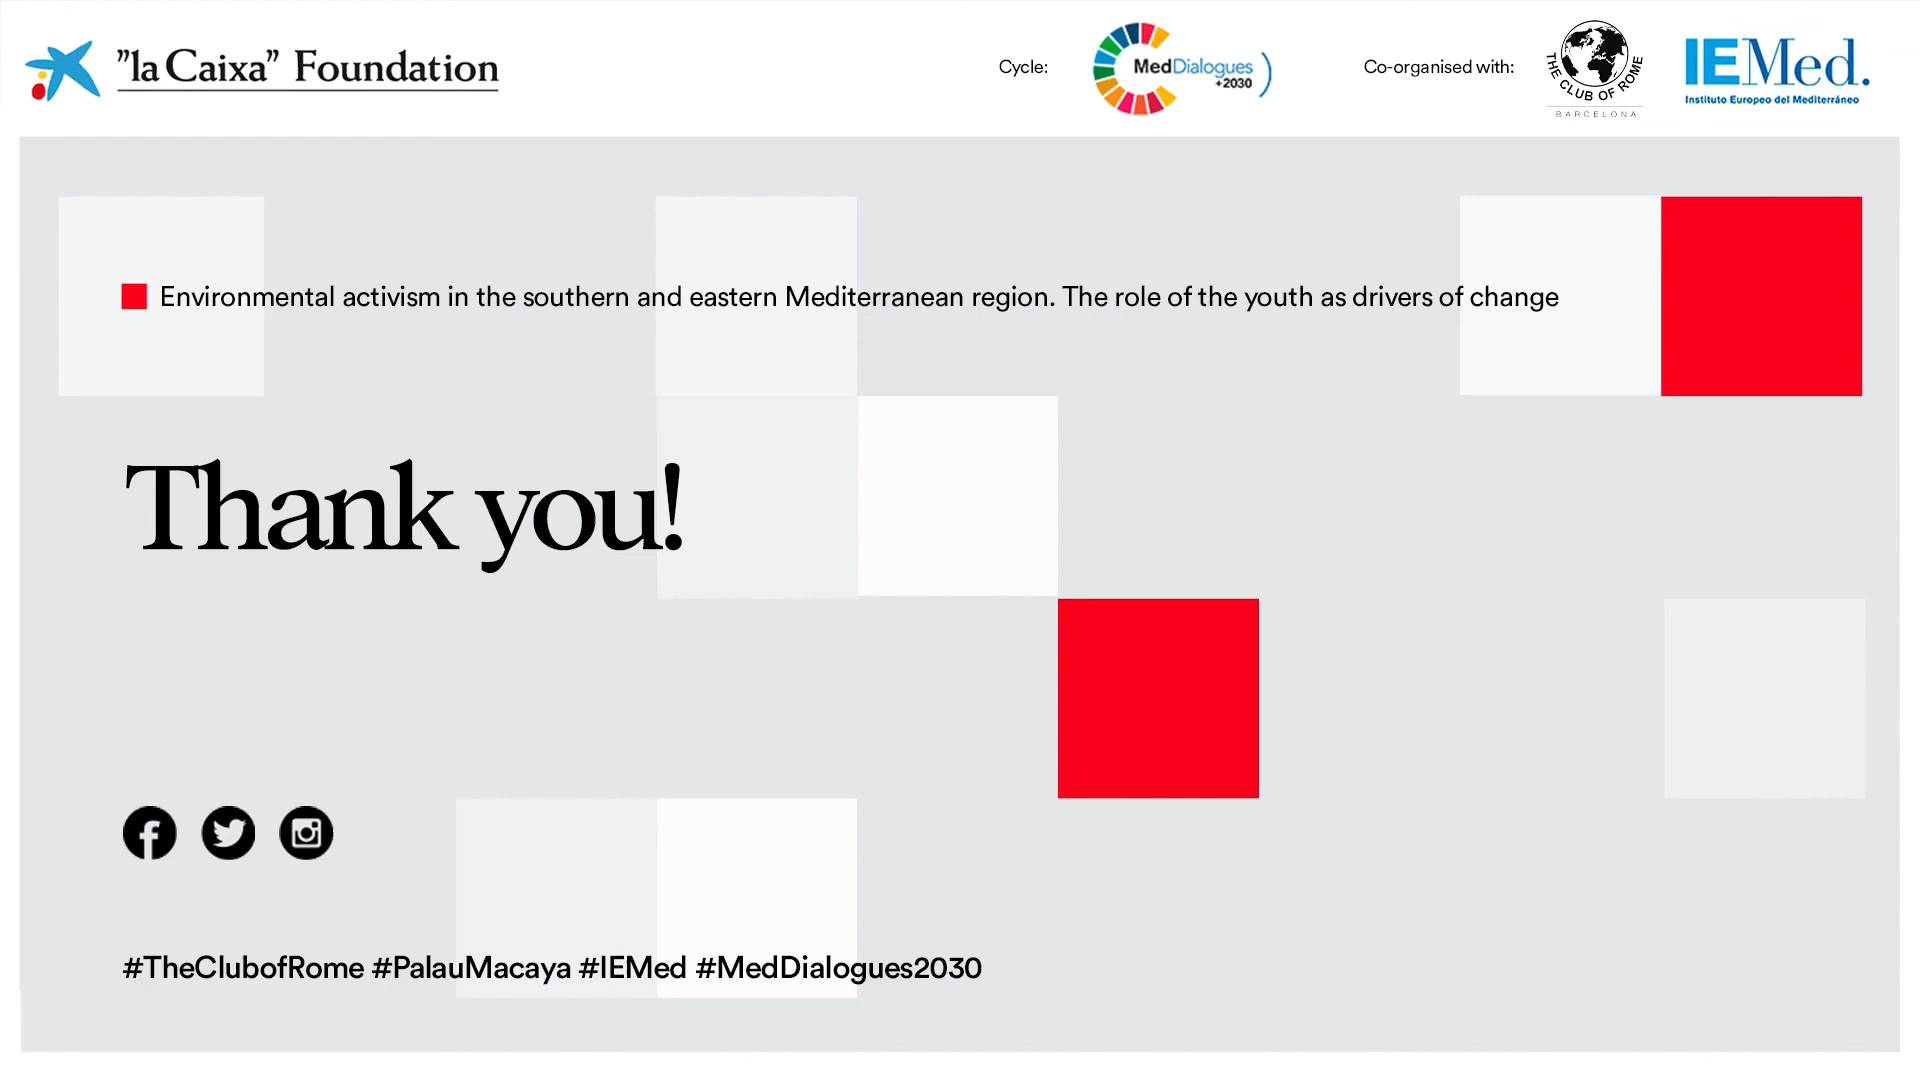 "la Caixa" Foundation
Cycle:
MedDialogues
+2030
Co-organised with:
THE CLUB OF ROME
BARCELONA
IEMed.
Instituto Europeo del Mediterráneo
Environmental activism in the southern and eastern Mediterranean region. The role of the youth as drivers of change
Thank you!
#TheClubofRome #PalauMacaya #IEMed #MedDialogues2030